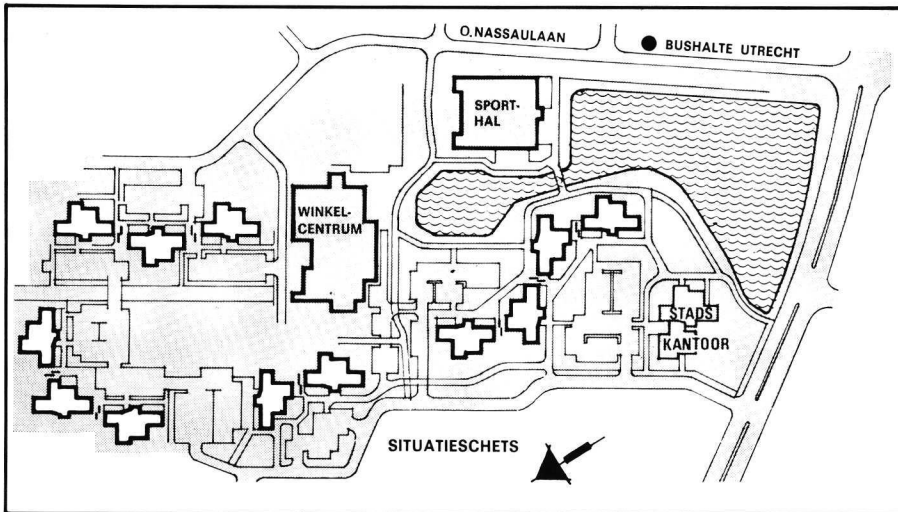 O. NASSAULAAN
BUSHALTE UTRECHT
SPORT-
HAL
WINKEL-
CENTRUM
STADS
KANTOOR
SITUATIESCHETS